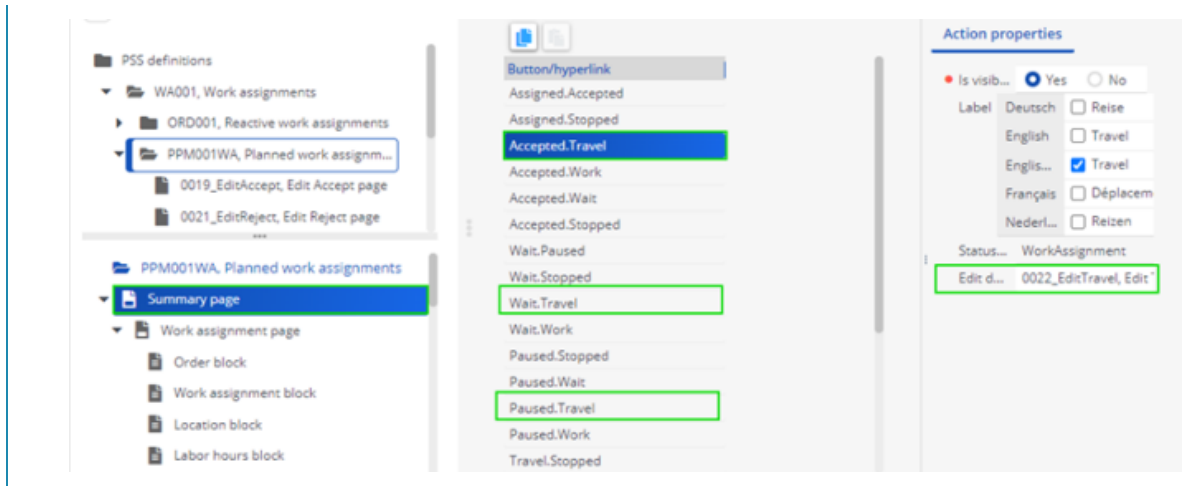 PSS definitions
WA001, Work assignments
ORD001, Reactive work assignments
PPM001WA, Planned work assignm...
0019_EditAccept, Edit Accept page
0021_EditReject, Edit Reject page
PPM001WA, Planned work assignments
Summary page
Work assignment page
Order block
Work assignment block
Location block
Labor hours block
Button/hyperlink
Assigned.Accepted
Assigned.Stopped
Accepted.Travel
Accepted.Work
Accepted.Wait
Accepted.Stopped
Wait.Paused
Wait.Stopped
Wait.Travel
Wait.Work
Paused.Stopped
Paused.Wait
Paused.Travel
Paused.Work
Travel.Stopped
Action properties
Is visib... Yes No
Label Deutsch Reise
English Travel
Englis... Travel
Français Déplacem
Nederl... Reizen
Status... WorkAssignment
Edit d... 0022_EditTravel, Edit